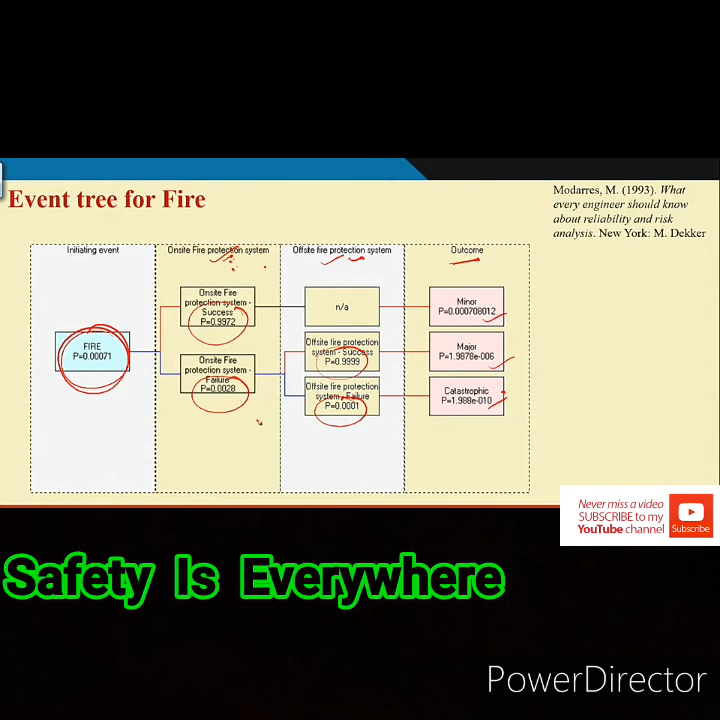 Event tree for Fire
Modarres, M. (1993). What
every engineer should know
about reliability and risk
analysis. New York: M. Dekker
Initiating event
Onsite Fire protection system
Offsite fire protection system
Outcome
FIRE
P=0.00071
Onsite Fire
protection system -
Success
P=0.9972
Onsite Fire
protection system -
Failure
P=0.0028
n/a
Offsite fire protection
system - Success
P=0.9999
Offsite fire protection
system - Failure
P=0.0001
Minor
P=0.000708012
Major
P=1.9878e-006
Catastrophic
P=1.988e-010
Never miss a video
SUBSCRIBE to my
YouTube channel
Subscribe
Safety Is Everywhere
PowerDirector